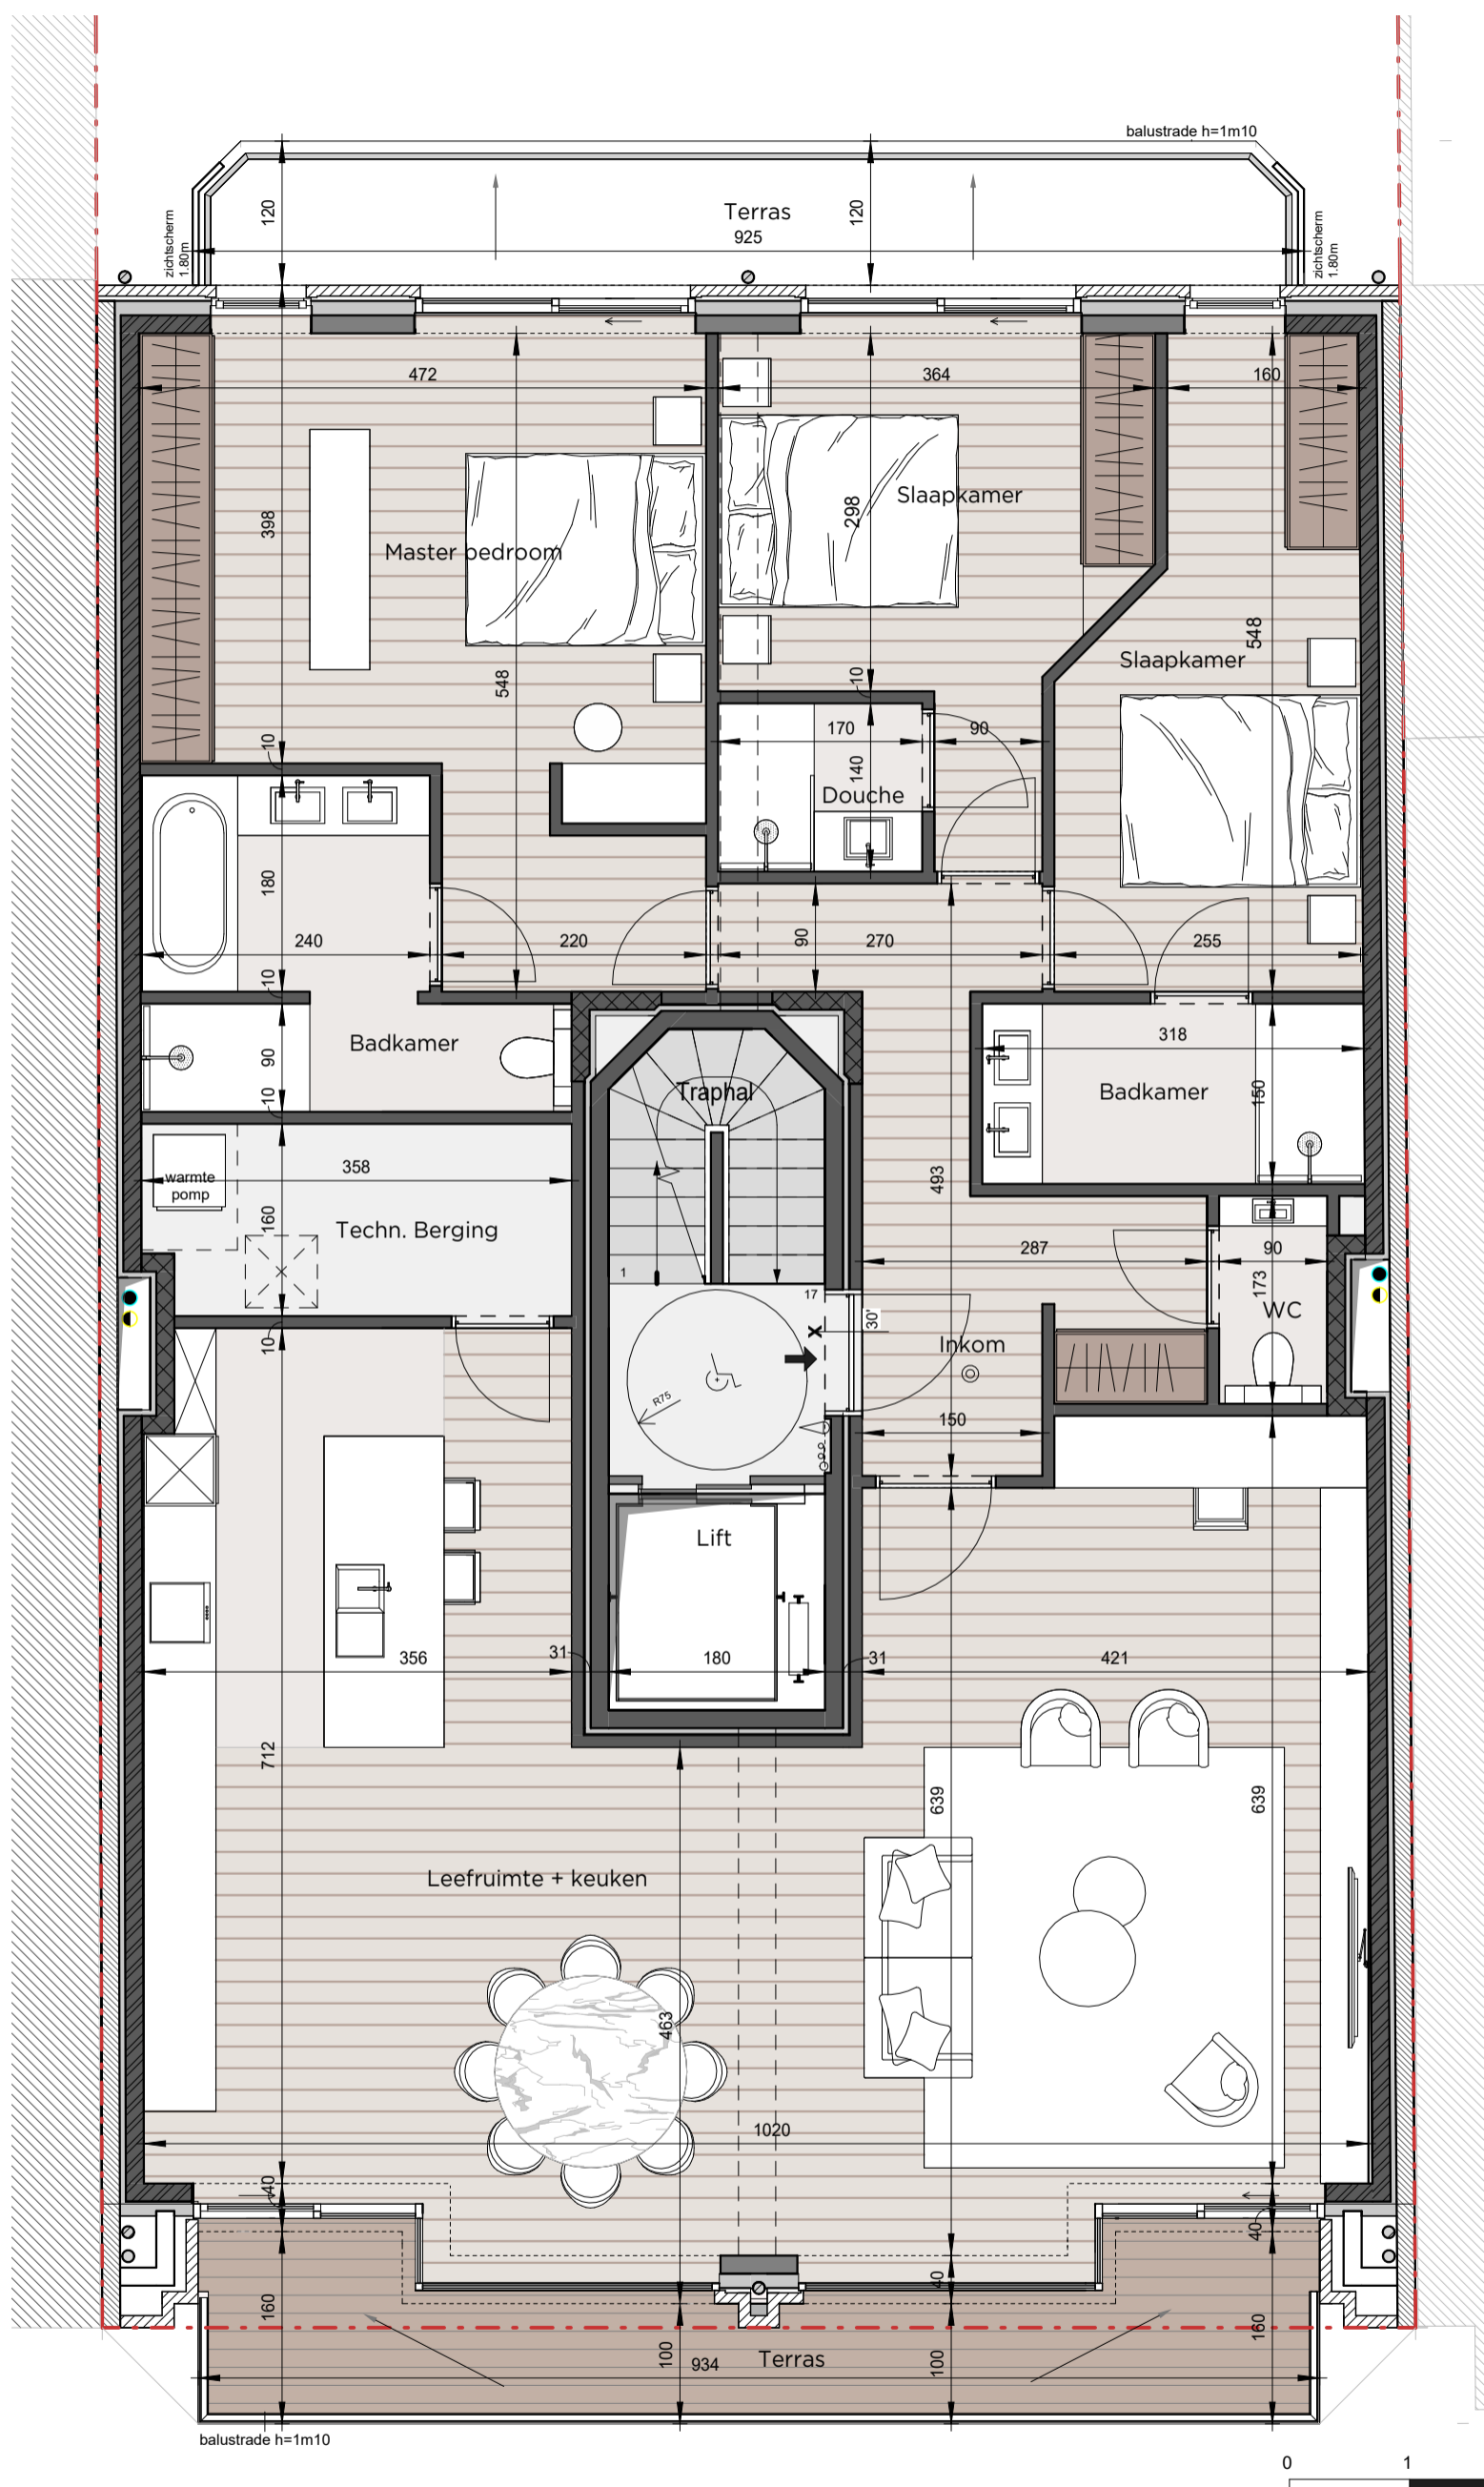 balustrade h=1m10
Terras
925
120
120
zichtscherm
1.80m
zichtscherm
1.80m
472
364
160
398
298
Slaapkamer
Master bedroom
548
548
Slaapkamer
10
10
170
90
140
Douche
180
240
220
90
270
255
10
90
Badkamer
10
318
Badkamer
150
Traphal
warmte
pomp
358
160
Techn. Berging
493
287
90
173
WC
1
17
30'
X
Inkom
10
R75
150
Lift
356
31
180
31
421
712
639
639
Leefruimte + keuken
463
1020
40
40
40
160
100
934
Terras
100
160
balustrade h=1m10
0
1